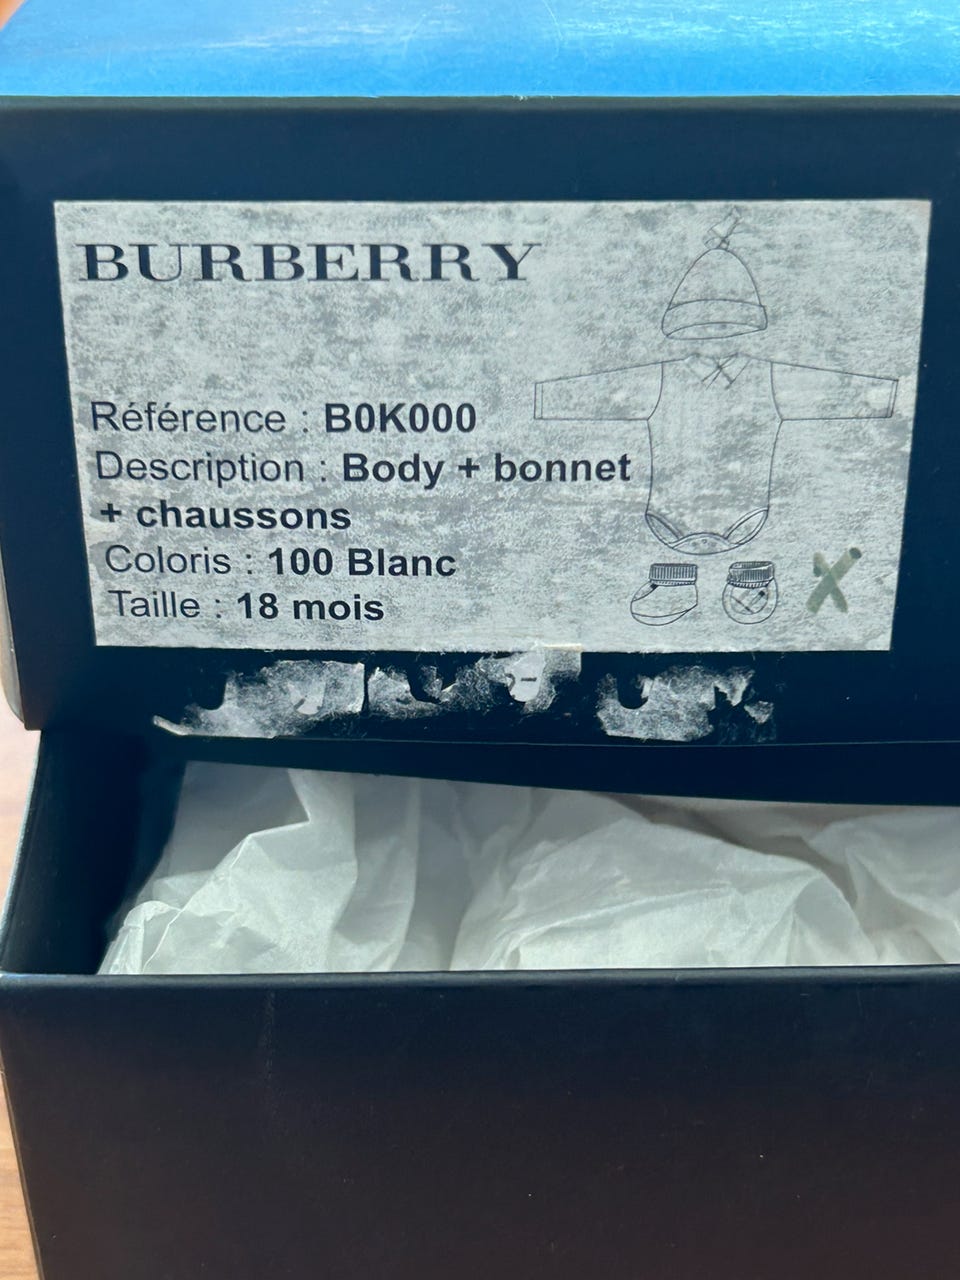 BURBERRY
Référence : B0K000
Description : Body + bonnet
+ chaussons
Coloris : 100 Blanc
Taille : 18 mois